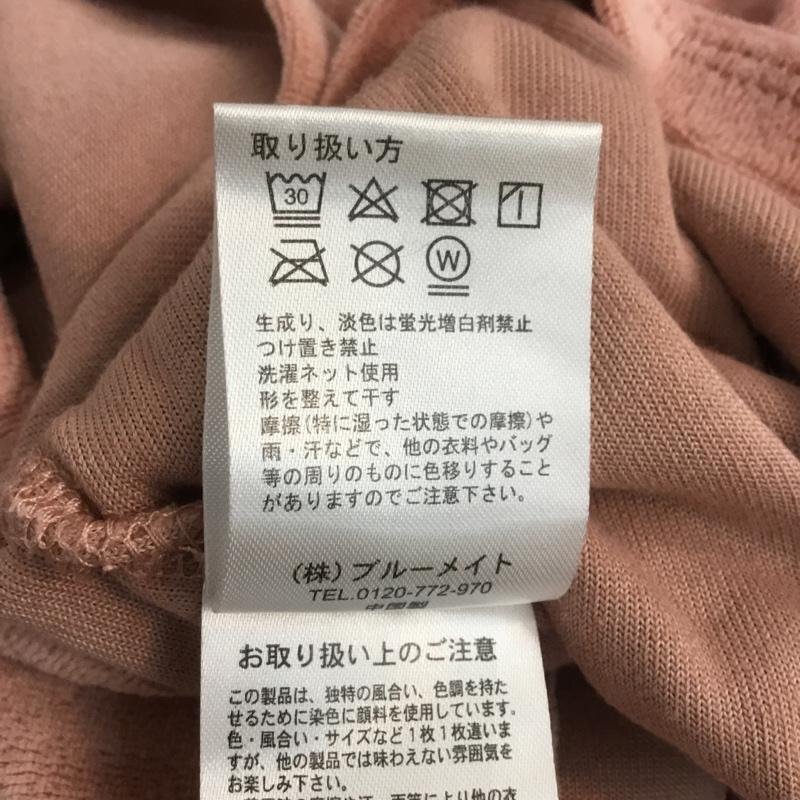 取り扱い方
30
W
生成り、淡色は蛍光増白剤禁止
つけ置き禁止
洗濯ネット使用
形を整えて干す
摩擦(特に湿った状態での摩擦)や
雨・汗などで、他の衣料やバッグ
等の周りのものに色移りすること
がありますのでご注意下さい。
(株)ブルーメイト
TEL.0120-772-970
中国製
お取り扱い上のご注意
この製品は、独特の風合い、色調を持た
せるために染色に顔料を使用しています。
色・風合い・サイズなど1枚1枚違いま
すが、他の製品では味わえない雰囲気を
お楽しみ下さい。